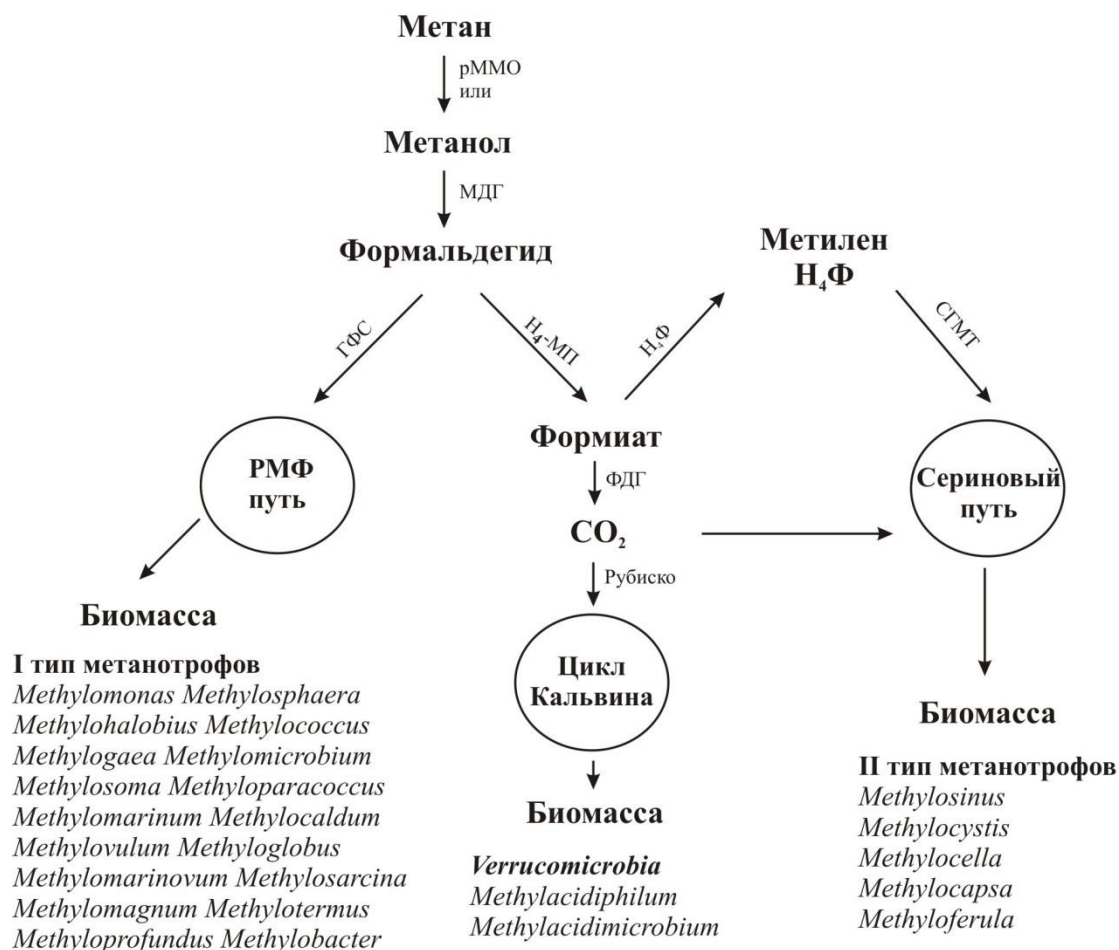 Метан
рММО
или
Метанол
МДГ
Формальдегид
Метилен
H₄Ф
ГФС
H₄-МП
H₄Ф
СГМТ
РМФ
путь
Формиат
ФДГ
CO₂
Рубиско
Сериновый
путь
Биомасса
I тип метанотрофов
Methylomonas Methylosphaera
Methylohalobius Methylococcus
Methylogaea Methylomicrobium
Methylosoma Methyloparacoccus
Methylomarinum Methylocaldum
Methylovulum Methyloglobus
Methylomarinovum Methylosarcina
Methylomagnum Methylotermus
Methyloprofundus Methylobacter
Цикл
Кальвина
Биомасса
Verrucomicrobia
Methylacidiphilum
Methylacidimicrobium
Биомасса
II тип метанотрофов
Methylosinus
Methylocystis
Methylocella
Methylocapsa
Methyloferula